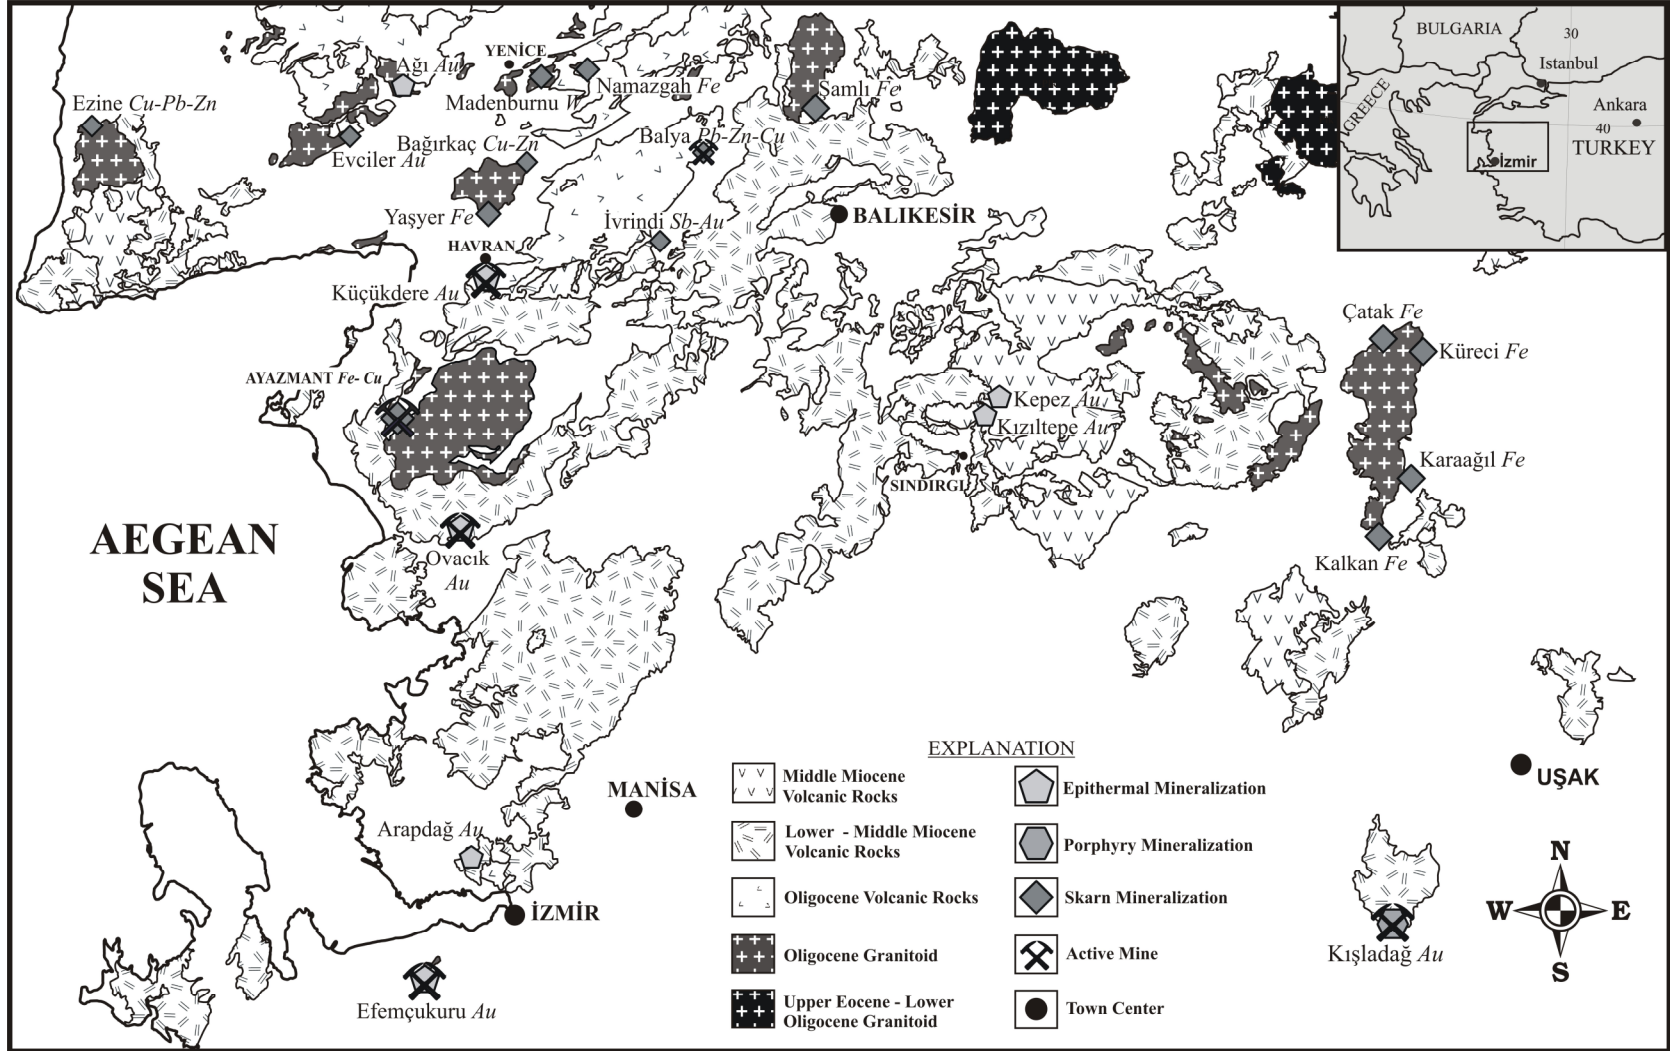 YENİCE
Ağı Au
Namazgah Fe
Madenburnu W
Şamlı Fe
Ezine Cu-Pb-Zn
Evciler Au
Bağırkaç Cu-Zn
Balya Pb-Zn-Cu
Yaşyer Fe
İvrindi Sb-Au
BALIKESİR
HAVRAN
Küçükdere Au
AYAZMANT Fe- Cu
Kepez Au
Kızıltepe Au
SINDIRGI
Çatak Fe
Küreci Fe
Karaağıl Fe
Kalkan Fe
AEGEAN
SEA
Ovacık
Au
MANİSA
UŞAK
Arapdağ Au
İZMİR
Efemçukuru Au
Kışladağ Au
BULGARIA
30
Istanbul
GREECE
Ankara
40
TURKEY
İzmir
EXPLANATION
Middle Miocene
Volcanic Rocks
Lower - Middle Miocene
Volcanic Rocks
Oligocene Volcanic Rocks
Oligocene Granitoid
Upper Eocene - Lower
Oligocene Granitoid
Epithermal Mineralization
Porphyry Mineralization
Skarn Mineralization
Active Mine
Town Center
N
W
E
S